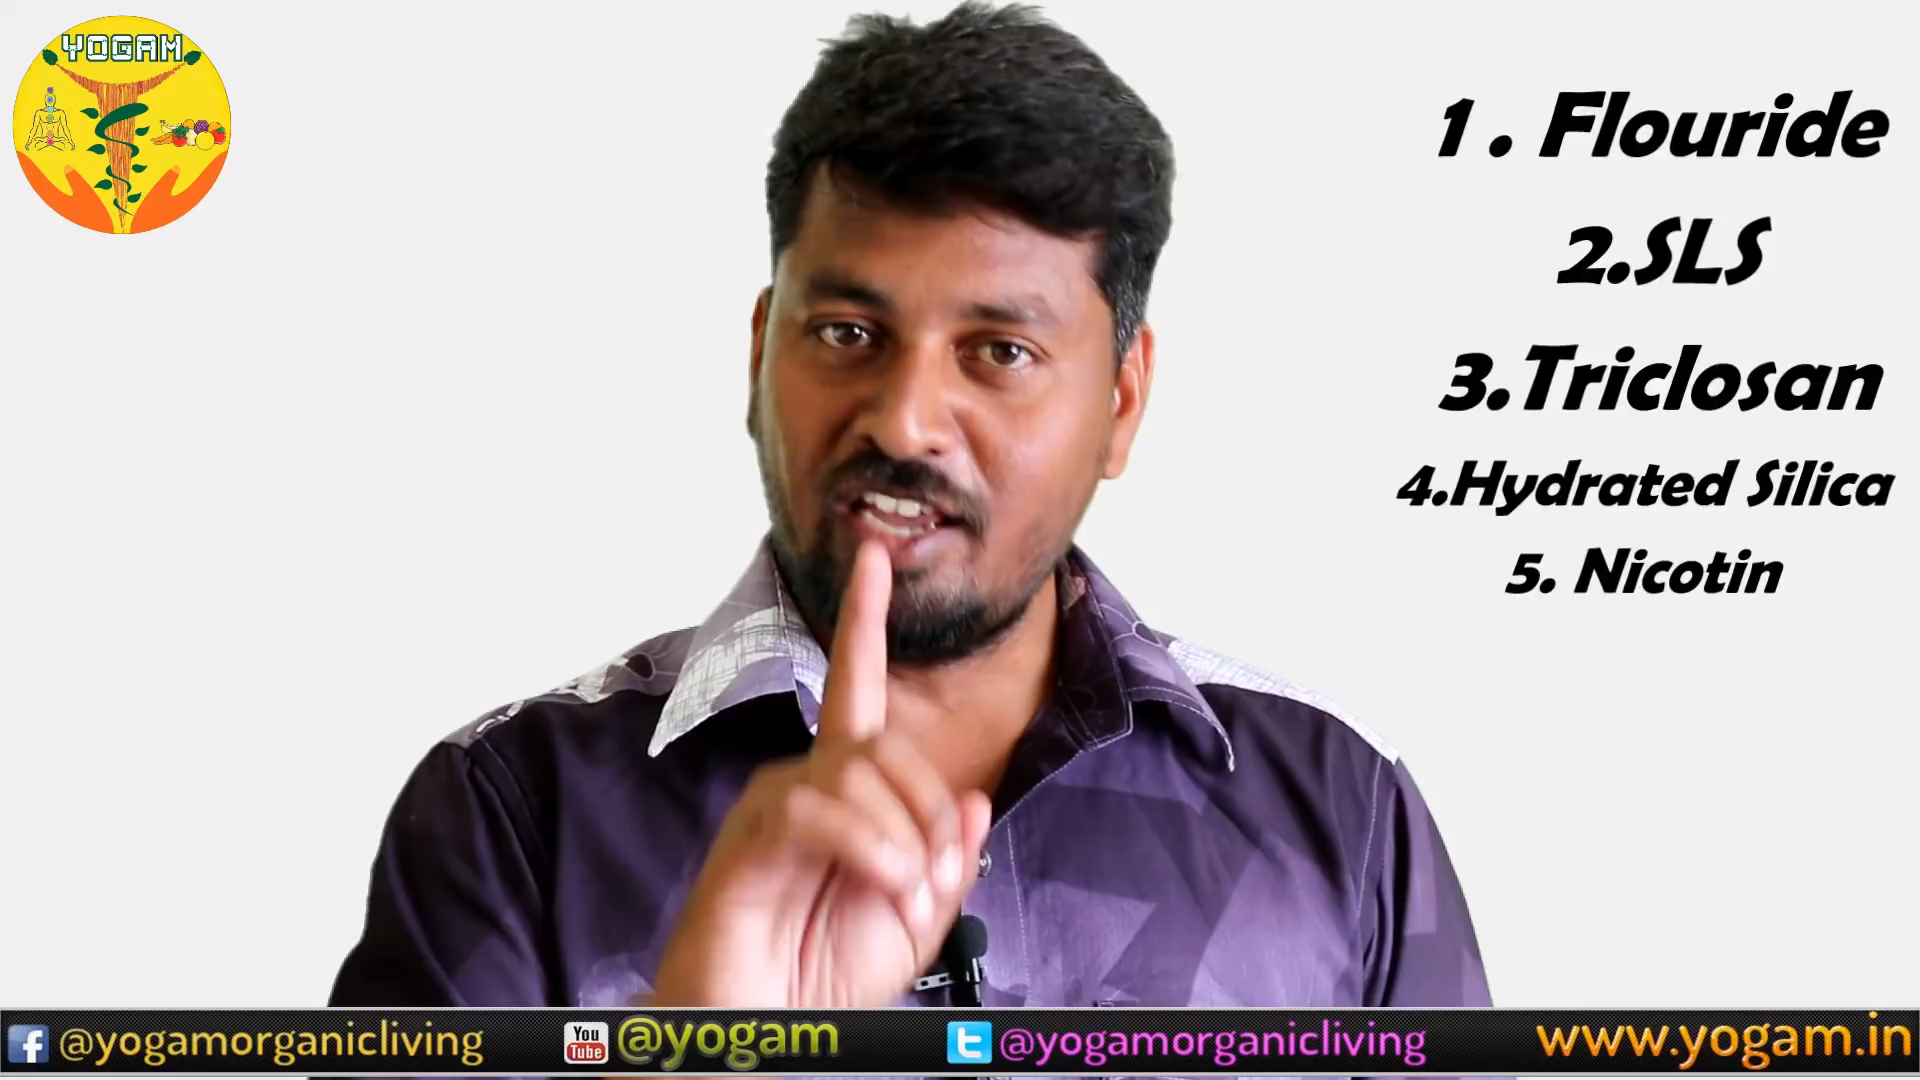 YOGAM
1 . Flouride
2.SLS
3.Triclosan
4.Hydrated Silica
5. Nicotin
f @yogamorganicliving You Tube @yogam t @yogamorganicliving www.yogam.in